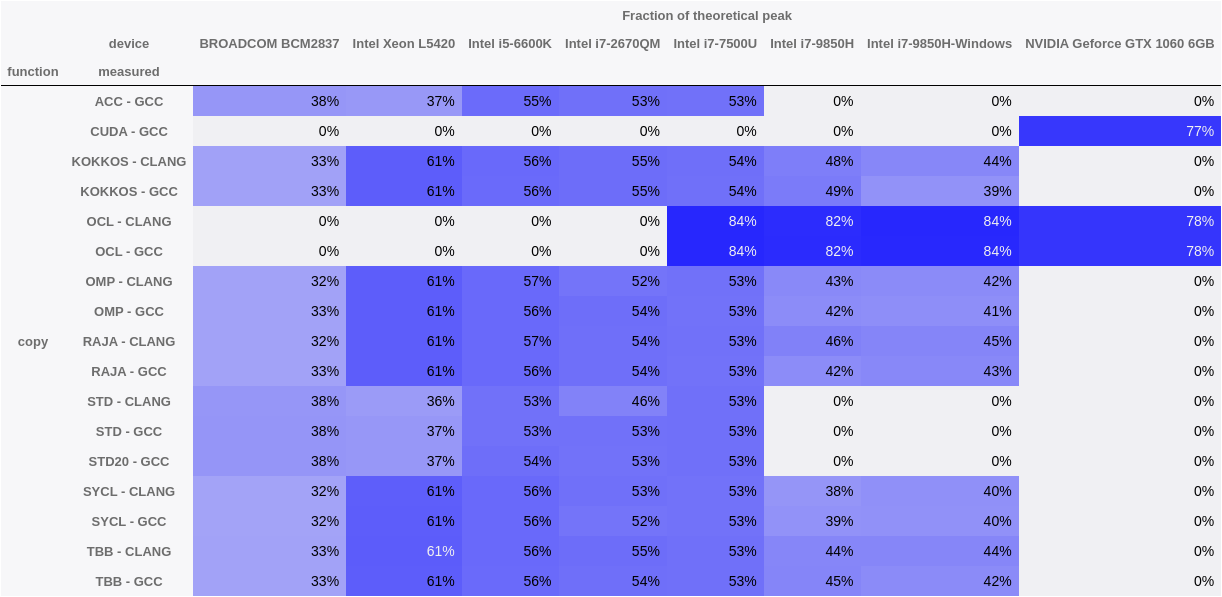 Fraction of theoretical peak
device BROADCOM BCM2837 Intel Xeon L5420 Intel i5-6600K Intel i7-2670QM Intel i7-7500U Intel i7-9850H Intel i7-9850H-Windows NVIDIA Geforce GTX 1060 6GB
function measured
ACC - GCC 38% 37% 55% 53% 53% 0% 0% 0%
CUDA - GCC 0% 0% 0% 0% 0% 0% 0% 77%
KOKKOS - CLANG 33% 61% 56% 55% 54% 48% 44% 0%
KOKKOS - GCC 33% 61% 56% 55% 54% 49% 39% 0%
OCL - CLANG 0% 0% 0% 0% 84% 82% 84% 78%
OCL - GCC 0% 0% 0% 0% 84% 82% 84% 78%
OMP - CLANG 32% 61% 57% 52% 53% 43% 42% 0%
OMP - GCC 33% 61% 56% 54% 53% 42% 41% 0%
copy RAJA - CLANG 32% 61% 57% 54% 53% 46% 45% 0%
RAJA - GCC 33% 61% 56% 54% 53% 42% 43% 0%
STD - CLANG 38% 36% 53% 46% 53% 0% 0% 0%
STD - GCC 38% 37% 53% 53% 53% 0% 0% 0%
STD20 - GCC 38% 37% 54% 53% 53% 0% 0% 0%
SYCL - CLANG 32% 61% 56% 53% 53% 38% 40% 0%
SYCL - GCC 32% 61% 56% 52% 53% 39% 40% 0%
TBB - CLANG 33% 61% 56% 55% 53% 44% 44% 0%
TBB - GCC 33% 61% 56% 54% 53% 45% 42% 0%